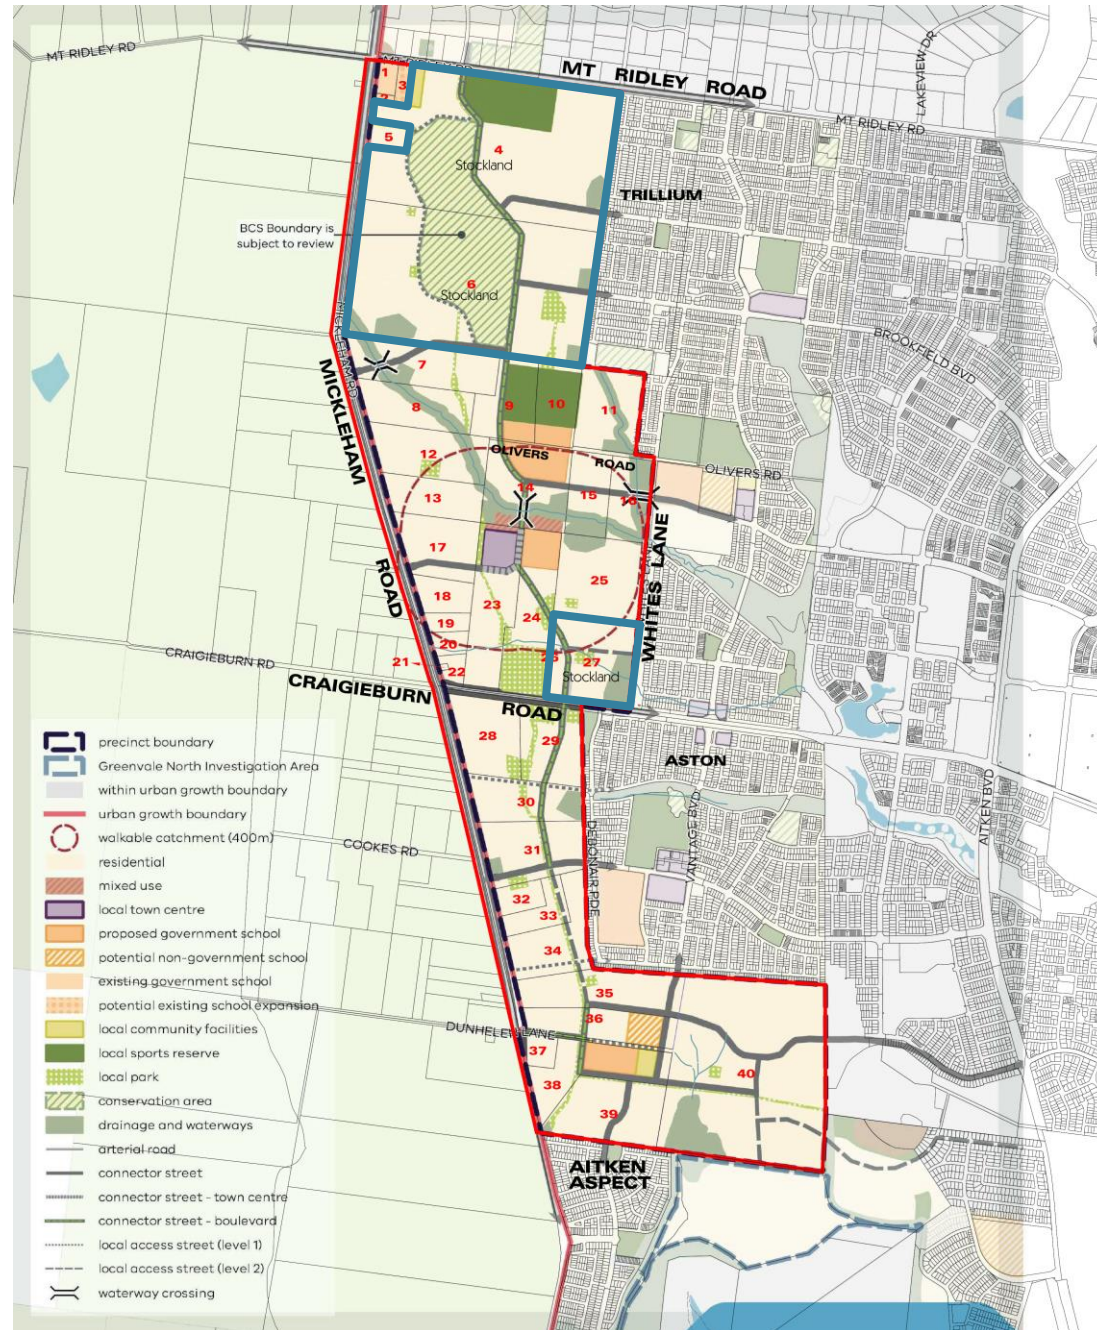 MT RIDLEY RD
MT RIDLEY ROAD
LAKEVIEW DR
MT RIDLEY RD
1
3
2
5
4
Stockland
TRILLIUM
BCS Boundary is
subject to review
6
Stockland
MICKLEHAM RD
BROOKFIELD BVD
7
MICKLEHAM
8
9
10
11
OLIVERS
ROAD
OLIVERS RD
12
13
14
15
16
17
WHITES LANE
ROAD
18
23
24
25
19
20
CRAIGIEBURN RD
21
22
26
27
Stockland
CRAIGIEBURN
ROAD
28
29
ASTON
AITKEN BVD
VANTAGE BVD
30
DEBONAIR PDE
COOKES RD
31
32
33
34
35
36
DUNHELEN LANE
37
38
39
40
AITKEN
ASPECT
precinct boundary
Greenvale North Investigation Area
within urban growth boundary
urban growth boundary
walkable catchment (400m)
residential
mixed use
local town centre
proposed government school
potential non-government school
existing government school
potential existing school expansion
local community facilities
local sports reserve
local park
conservation area
drainage and waterways
arterial road
connector street
connector street - town centre
connector street - boulevard
local access street (level 1)
local access street (level 2)
waterway crossing